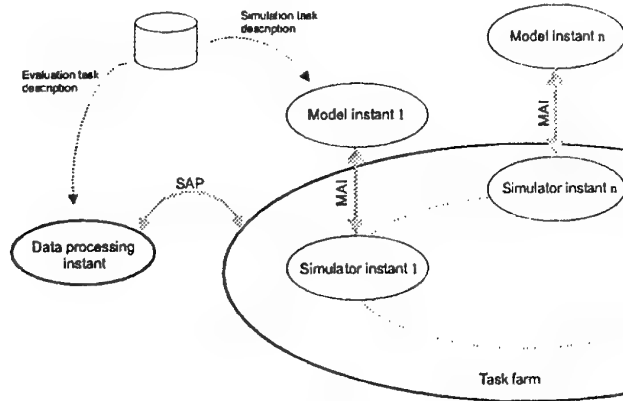 Simulation task
description
Evaluation task
description
Model instant n
Model instant 1
MAI
MAI
SAP
Simulator instant n
Data processing
instant
Simulator instant 1
Task farm